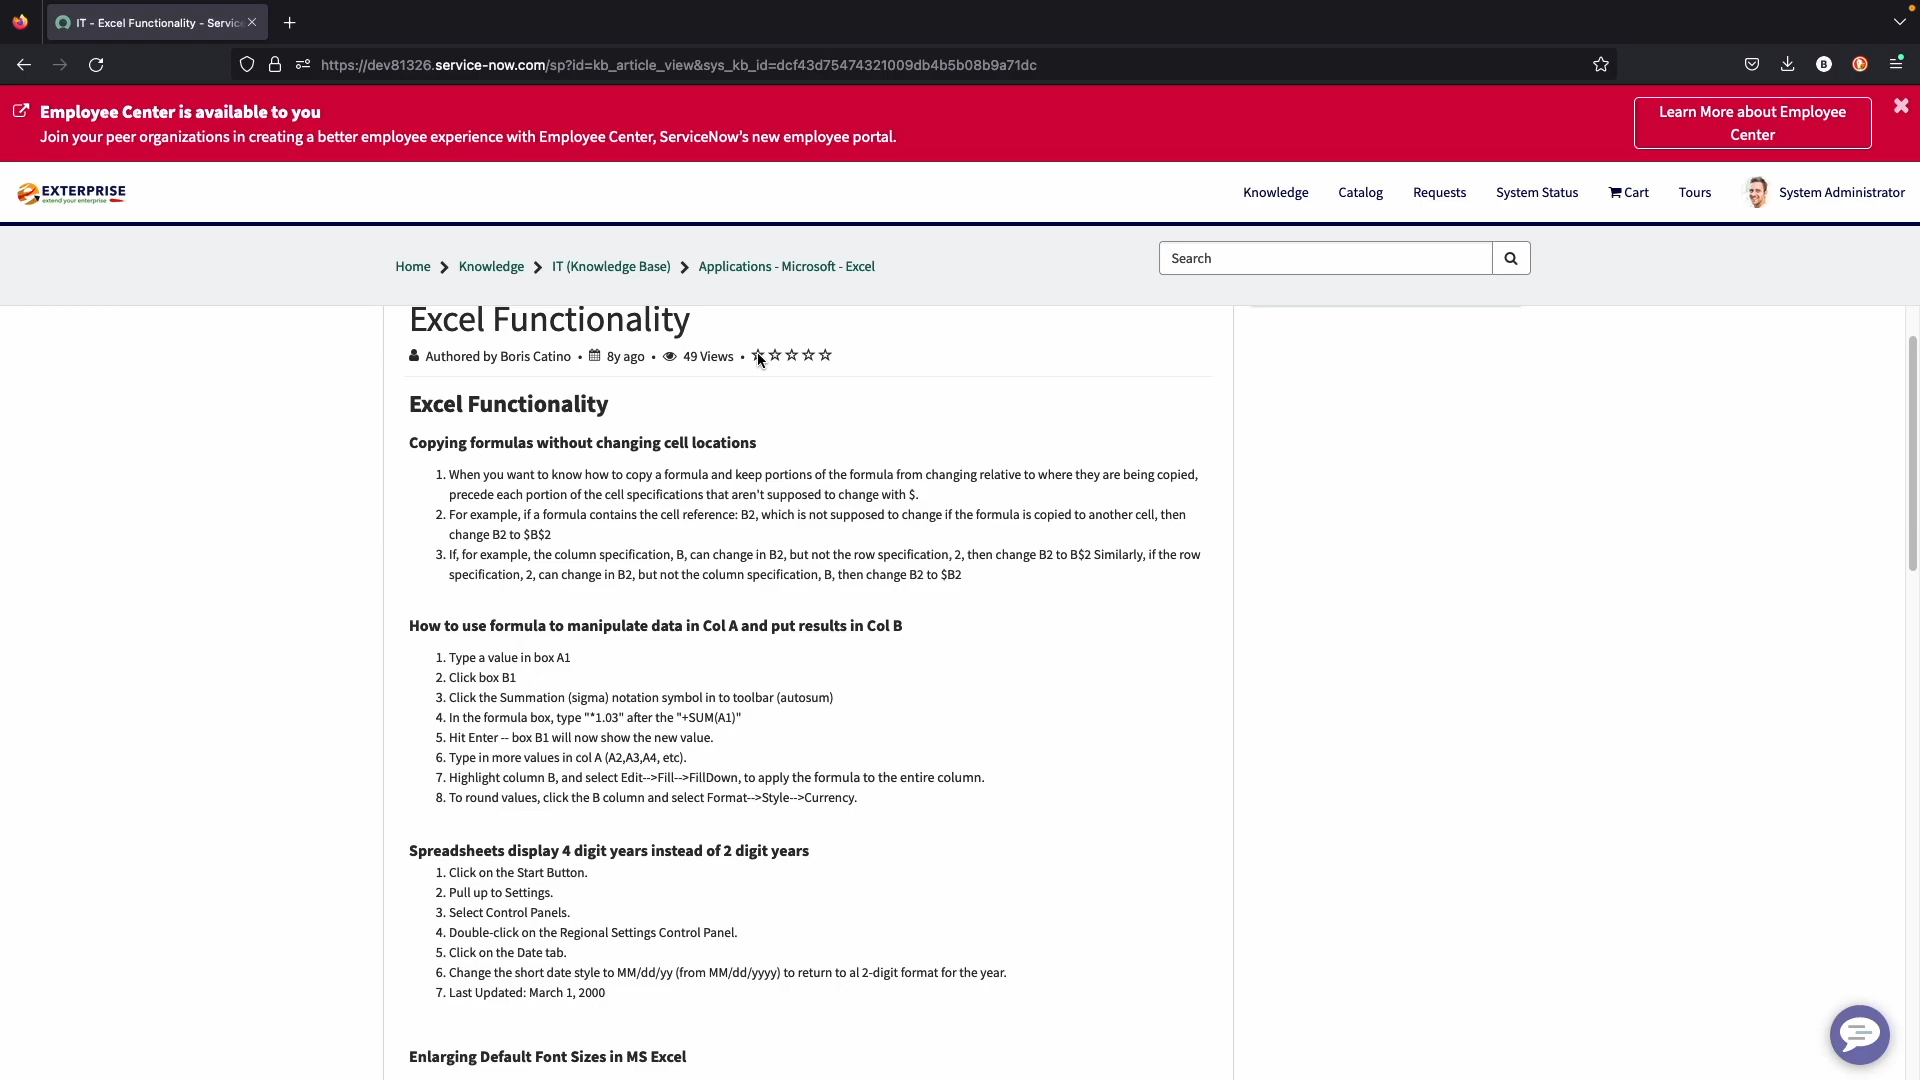 IT - Excel Functionality - Servic
https://dev81326.service-now.com/sp?id=kb_article_view&sys_kb_id=dcf43d75474321009db4b5b08b9a71dc
B
Employee Center is available to you
Join your peer organizations in creating a better employee experience with Employee Center, ServiceNow's new employee portal.
Learn More about Employee
Center
EXTERPRISE
extend your enterprise
Knowledge
Catalog
Requests
System Status
Cart
Tours
System Administrator
Home
Knowledge
IT (Knowledge Base)
Applications - Microsoft - Excel
Search
Excel Functionality
Authored by Boris Catino • 8y ago • 49 Views •
Excel Functionality
Copying formulas without changing cell locations
1. When you want to know how to copy a formula and keep portions of the formula from changing relative to where they are being copied,
precede each portion of the cell specifications that aren't supposed to change with $.
2. For example, if a formula contains the cell reference: B2, which is not supposed to change if the formula is copied to another cell, then
change B2 to $B$2
3. If, for example, the column specification, B, can change in B2, but not the row specification, 2, then change B2 to B$2 Similarly, if the row
specification, 2, can change in B2, but not the column specification, B, then change B2 to $B2
How to use formula to manipulate data in Col A and put results in Col B
1. Type a value in box A1
2. Click box B1
3. Click the Summation (sigma) notation symbol in to toolbar (autosum)
4. In the formula box, type "*1.03" after the "+SUM(A1)"
5. Hit Enter -- box B1 will now show the new value.
6. Type in more values in col A (A2,A3,A4, etc).
7. Highlight column B, and select Edit-->Fill-->FillDown, to apply the formula to the entire column.
8. To round values, click the B column and select Format-->Style-->Currency.
Spreadsheets display 4 digit years instead of 2 digit years
1. Click on the Start Button.
2. Pull up to Settings.
3. Select Control Panels.
4. Double-click on the Regional Settings Control Panel.
5. Click on the Date tab.
6. Change the short date style to MM/dd/yy (from MM/dd/yyyy) to return to al 2-digit format for the year.
7. Last Updated: March 1, 2000
Enlarging Default Font Sizes in MS Excel